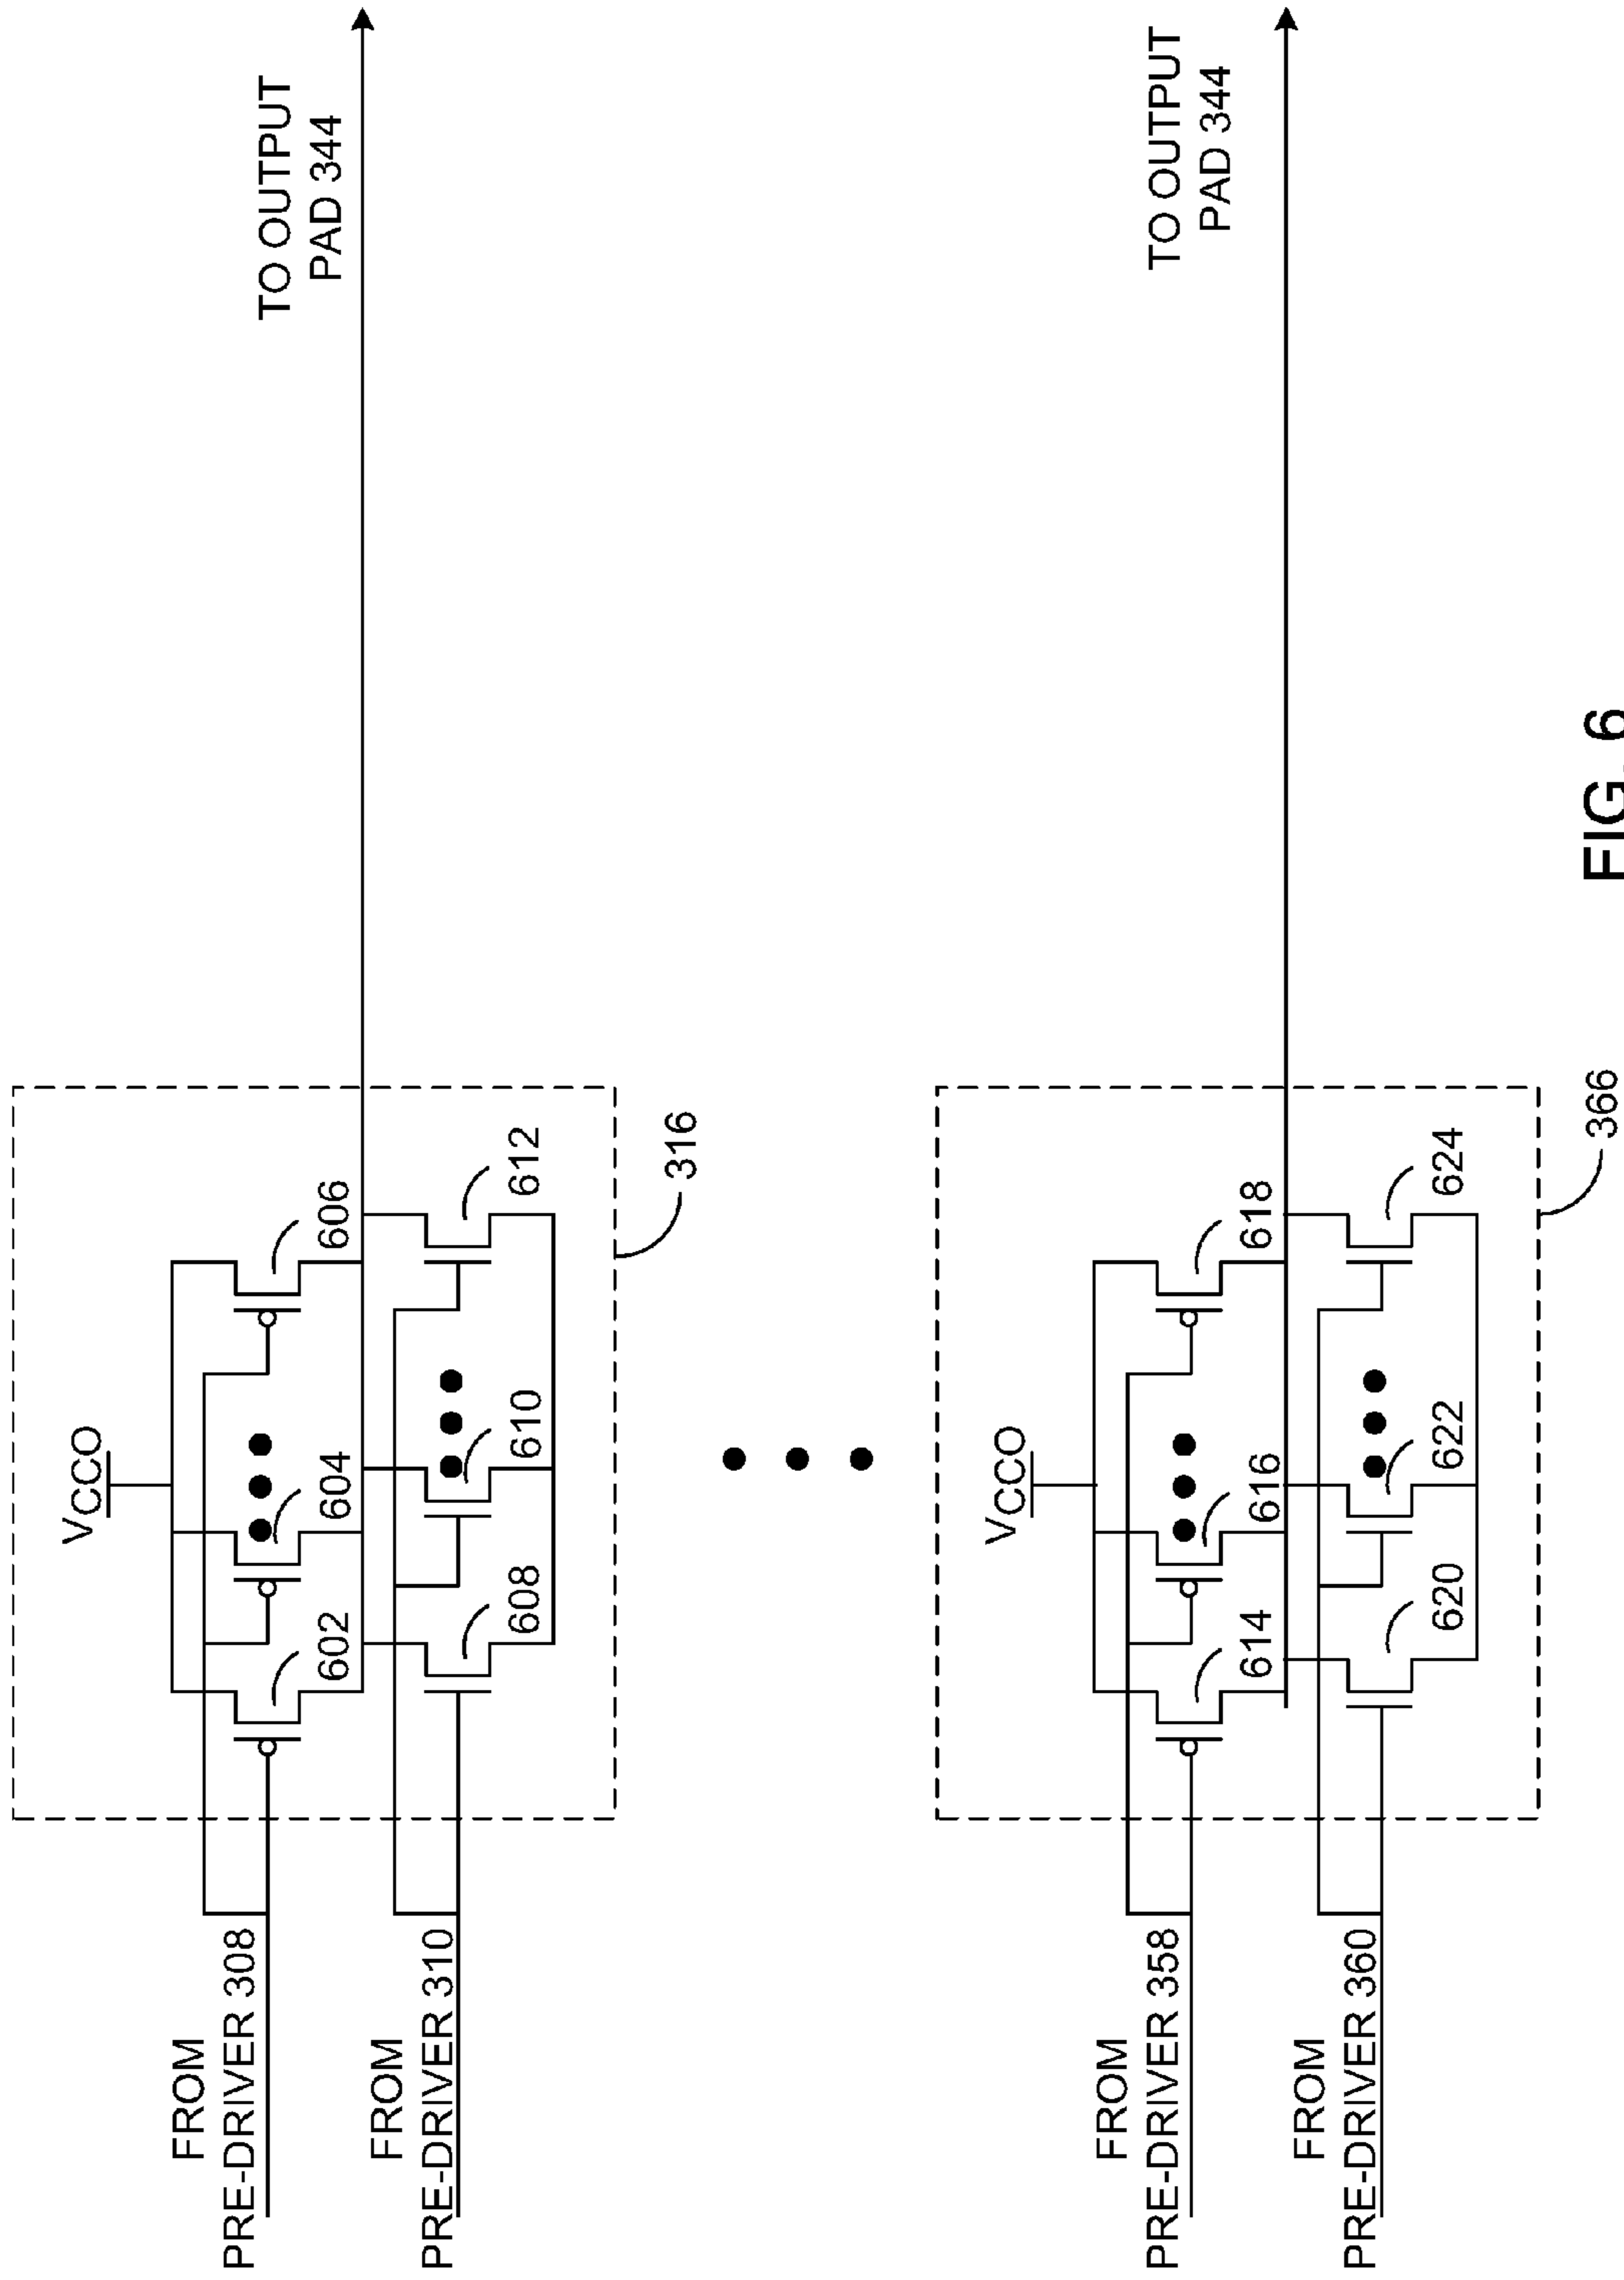 VCCO
FROM
PRE-DRIVER 308
602
604
606
TO OUTPUT
PAD 344
FROM
PRE-DRIVER 310
608
610
612
316
VCCO
FROM
PRE-DRIVER 358
614
616
618
TO OUTPUT
PAD 344
FROM
PRE-DRIVER 360
620
622
624
366
FIG. 6